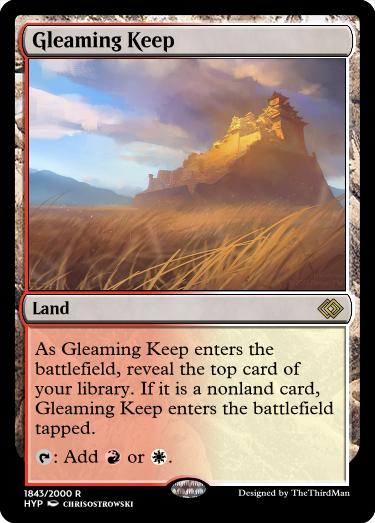 Gleaming Keep
Land
As Gleaming Keep enters the
battlefield, reveal the top card of
your library. If it is a nonland card,
Gleaming Keep enters the battlefield
tapped.
: Add or .
1843/2000 R
HYP CHRISOSTROWSKI
Designed by TheThirdMan